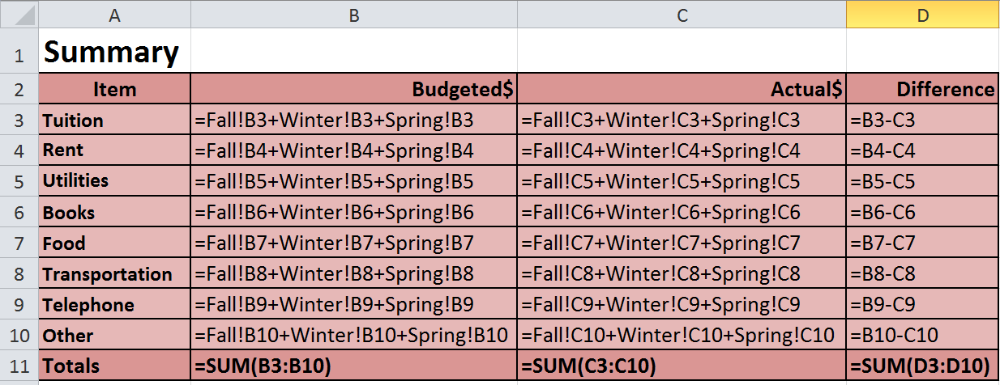 A B C D
1 Summary
2 Item Budgeted$ Actual$ Difference
3 Tuition =Fall!B3+Winter!B3+Spring!B3 =Fall!C3+Winter!C3+Spring!C3 =B3-C3
4 Rent =Fall!B4+Winter!B4+Spring!B4 =Fall!C4+Winter!C4+Spring!C4 =B4-C4
5 Utilities =Fall!B5+Winter!B5+Spring!B5 =Fall!C5+Winter!C5+Spring!C5 =B5-C5
6 Books =Fall!B6+Winter!B6+Spring!B6 =Fall!C6+Winter!C6+Spring!C6 =B6-C6
7 Food =Fall!B7+Winter!B7+Spring!B7 =Fall!C7+Winter!C7+Spring!C7 =B7-C7
8 Transportation =Fall!B8+Winter!B8+Spring!B8 =Fall!C8+Winter!C8+Spring!C8 =B8-C8
9 Telephone =Fall!B9+Winter!B9+Spring!B9 =Fall!C9+Winter!C9+Spring!C9 =B9-C9
10 Other =Fall!B10+Winter!B10+Spring!B10 =Fall!C10+Winter!C10+Spring!C10 =B10-C10
11 Totals =SUM(B3:B10) =SUM(C3:C10) =SUM(D3:D10)